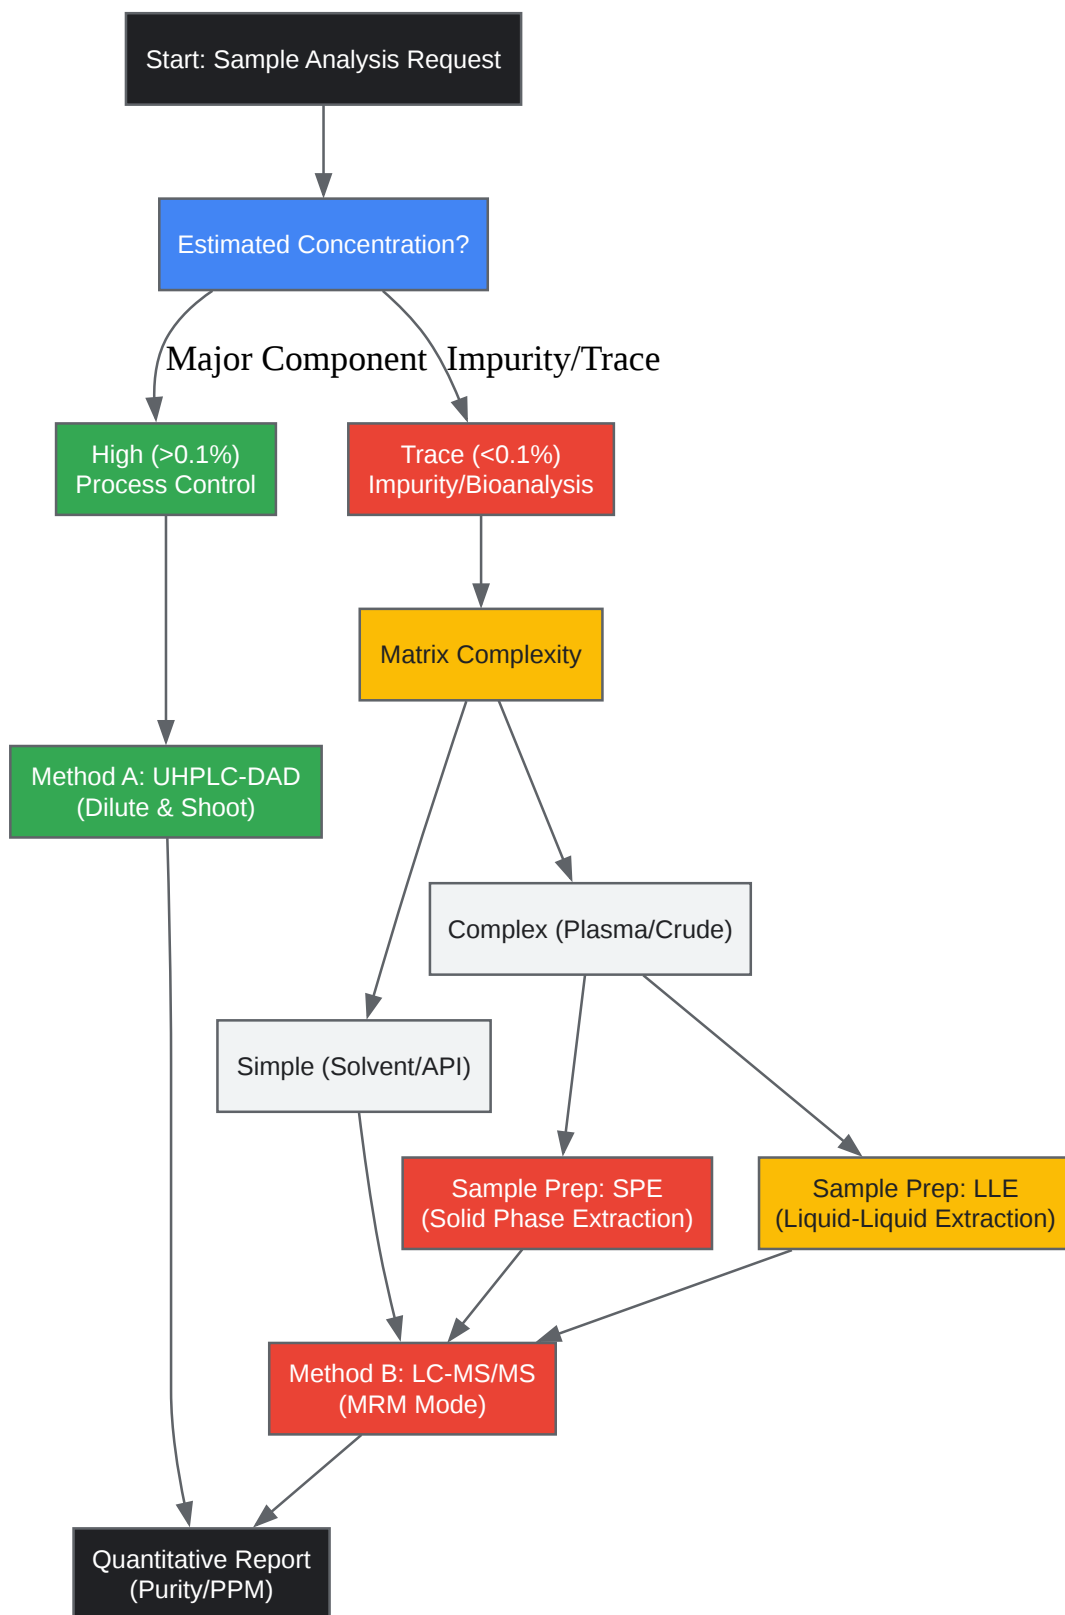 Start: Sample Analysis Request
Estimated Concentration?
Major Component
Impurity/Trace
High (>0.1%)
Process Control
Trace (<0.1%)
Impurity/Bioanalysis
Matrix Complexity
Method A: UHPLC-DAD
(Dilute & Shoot)
Complex (Plasma/Crude)
Simple (Solvent/API)
Sample Prep: SPE
(Solid Phase Extraction)
Sample Prep: LLE
(Liquid-Liquid Extraction)
Method B: LC-MS/MS
(MRM Mode)
Quantitative Report
(Purity/PPM)